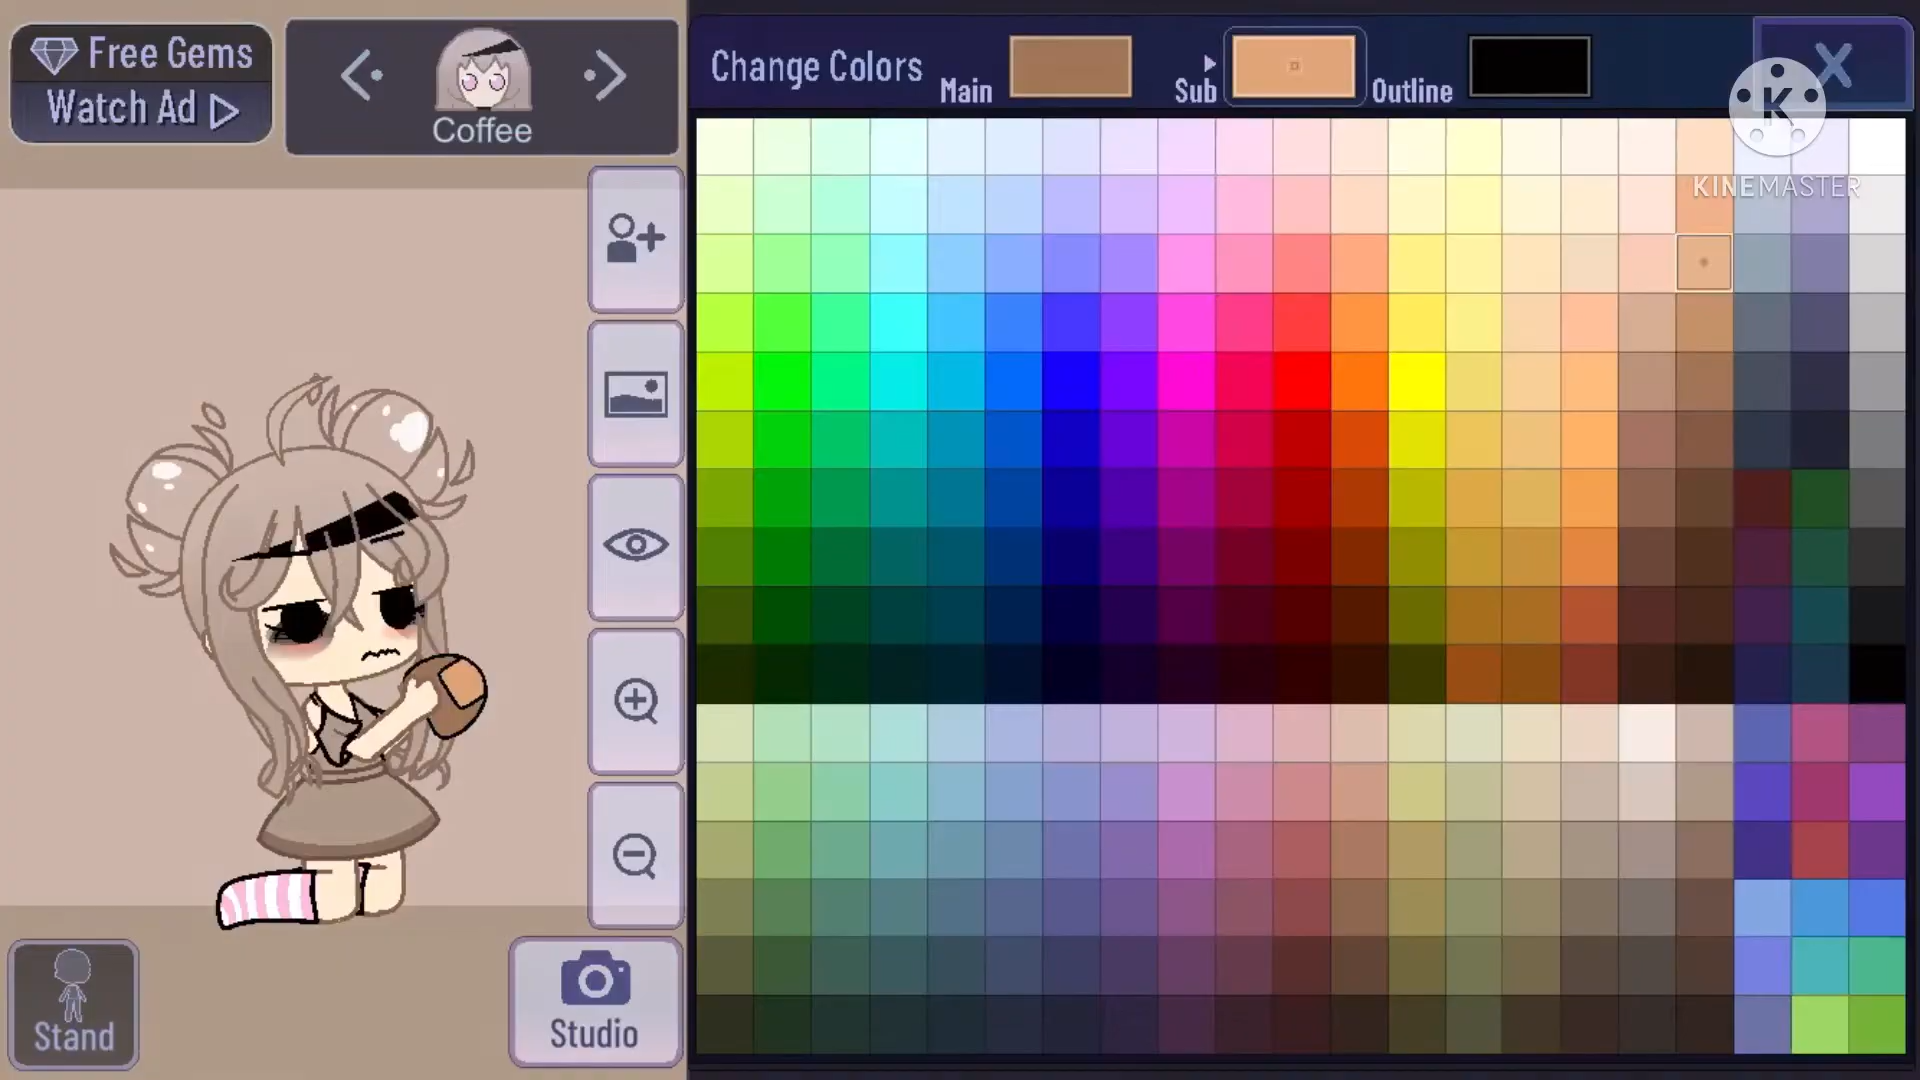 Free Gems
Watch Ad
Coffee
Change Colors
Main
Sub
Outline
X
K
KINEMASTER
Stand
Studio